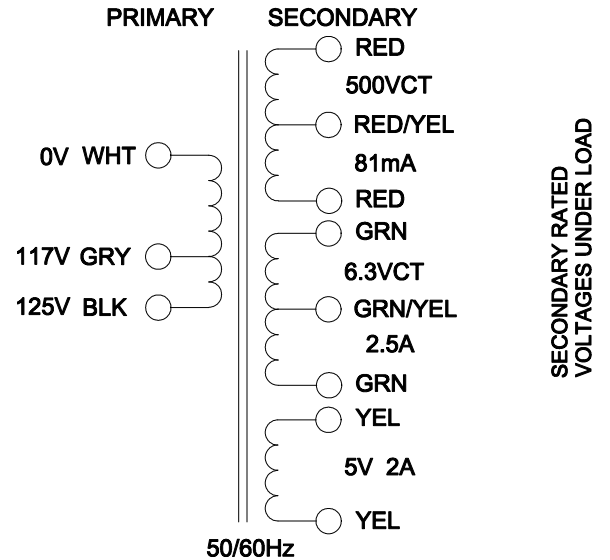 PRIMARY
SECONDARY
RED
500VCT
0V WHT
RED/YEL
81mA
RED
GRN
117V GRY
6.3VCT
125V BLK
GRN/YEL
2.5A
GRN
YEL
5V 2A
YEL
50/60Hz
SECONDARY RATED
VOLTAGES UNDER LOAD